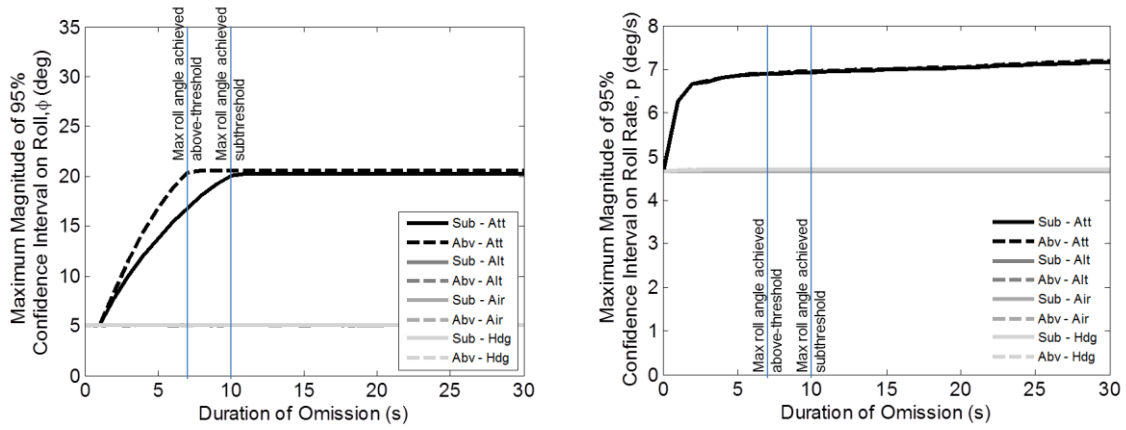 Maximum Magnitude of 95%
Confidence Interval on Roll,ϕ (deg)
35
30
25
20
15
10
5
0
Max roll angle achieved
above-threshold
Max roll angle achieved
subthreshold
Sub - Att
Abv - Att
Sub - Alt
Abv - Alt
Sub - Air
Abv - Air
Sub - Hdg
Abv - Hdg
0 5 10 15 20 25 30
Duration of Omission (s)
Maximum Magnitude of 95%
Confidence Interval on Roll Rate, p (deg/s)
8
7
6
5
4
3
2
1
0
Max roll angle achieved
above-threshold
Max roll angle achieved
subthreshold
Sub - Att
Abv - Att
Sub - Alt
Abv - Alt
Sub - Air
Abv - Air
Sub - Hdg
Abv - Hdg
0 5 10 15 20 25 30
Duration of Omission (s)